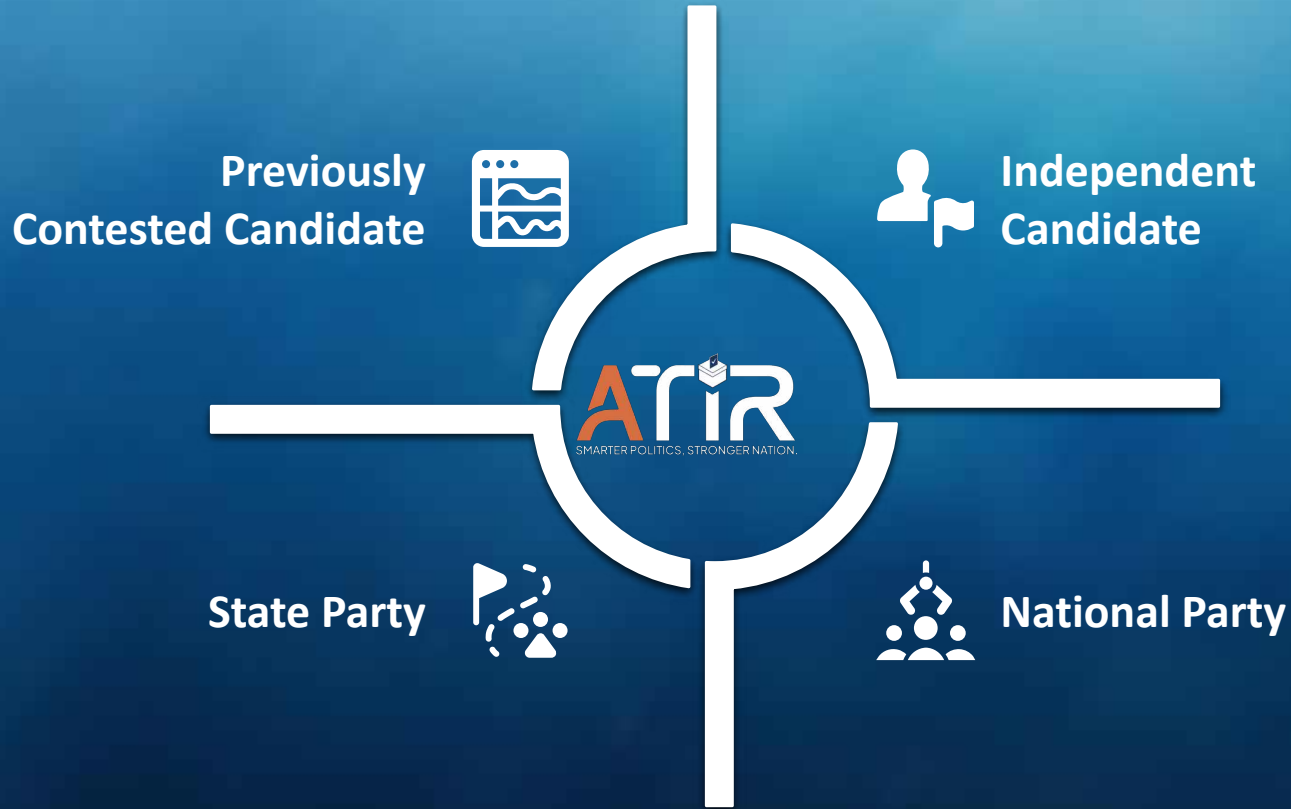 Previously
Contested Candidate
Independent
Candidate
ATiR
SMARTER POLITICS, STRONGER NATION.
State Party
National Party